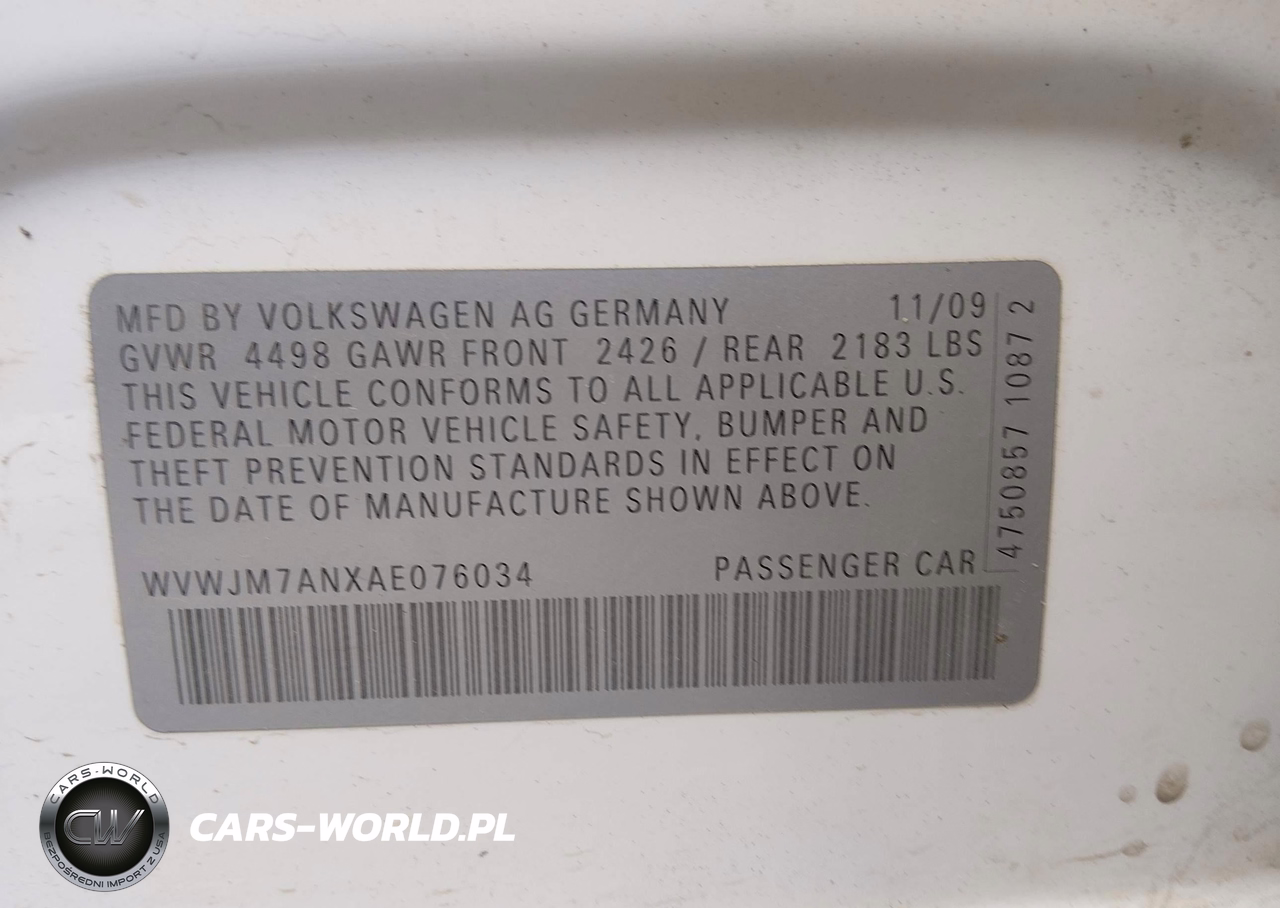 MFD BY VOLKSWAGEN AG GERMANY 11/09
GVWR 4498 GAWR FRONT 2426 / REAR 2183 LBS
THIS VEHICLE CONFORMS TO ALL APPLICABLE U.S.
FEDERAL MOTOR VEHICLE SAFETY, BUMPER AND
THEFT PREVENTION STANDARDS IN EFFECT ON
THE DATE OF MANUFACTURE SHOWN ABOVE.
WVWJM7ANXAE076034 PASSENGER CAR
4750857 1087 2
CARS-WORLD
CW
BEZPOŚREDNI IMPORT Z USA
CARS-WORLD.PL